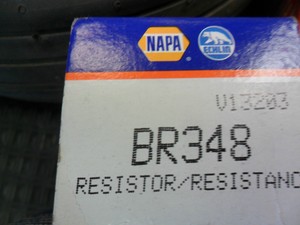 NAPA
ECHLIN
V13203
BR348
RESISTOR/RESISTANC